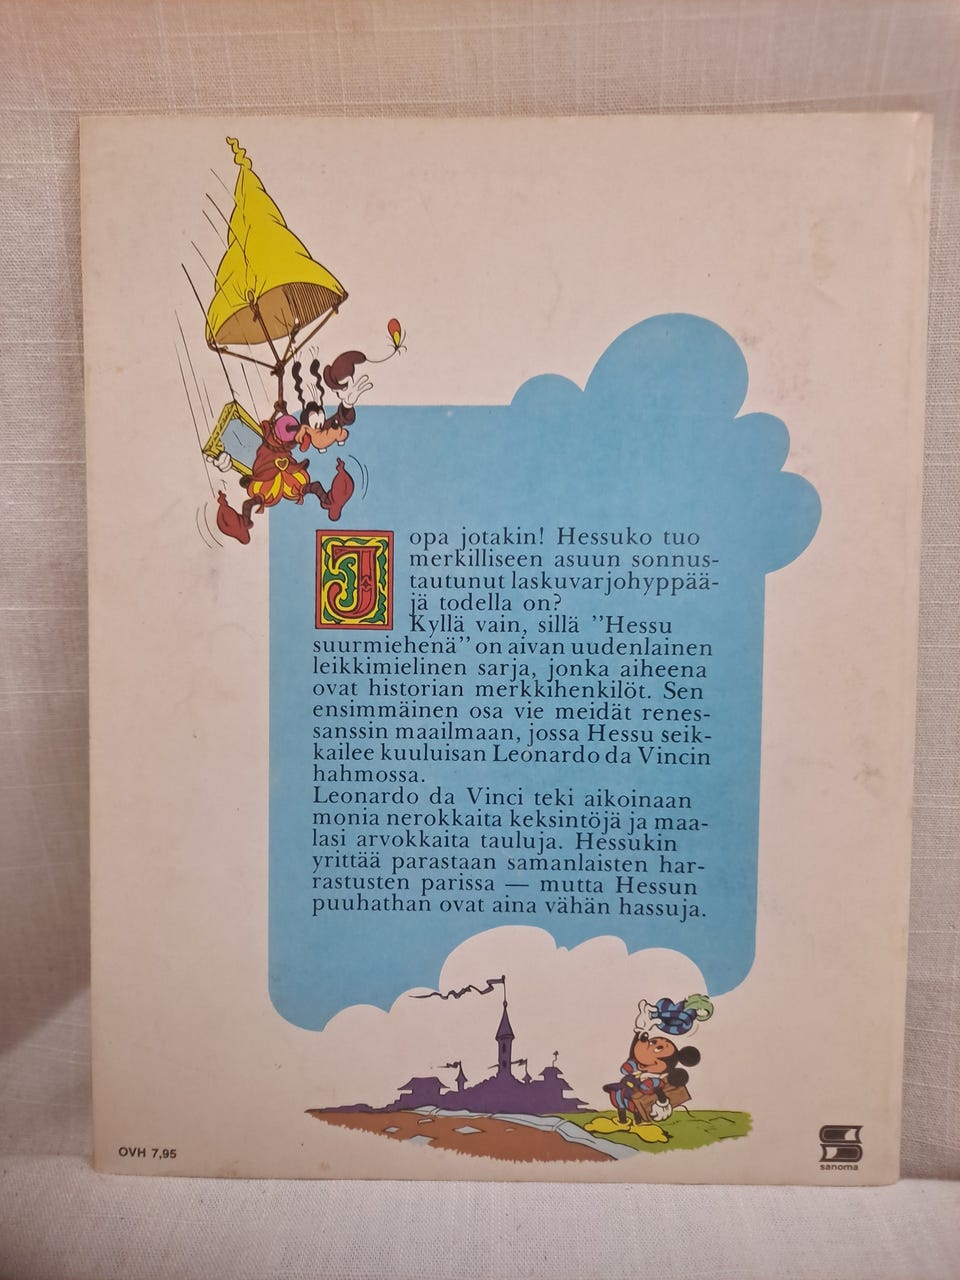 Jopa jotakin! Hessuko tuo
merkilliseen asuun sonnus-
tautunut laskuvarjohyppää-
jä todella on?
Kyllä vain, sillä ”Hessu
suurmiehenä” on aivan uudenlainen
leikkimielinen sarja, jonka aiheena
ovat historian merkkihenkilöt. Sen
ensimmäinen osa vie meidät renes-
sanssin maailmaan, jossa Hessu seik-
kailee kuuluisan Leonardo da Vincin
hahmossa.
Leonardo da Vinci teki aikoinaan
monia nerokkaita keksintöjä ja maa-
lasi arvokkaita tauluja. Hessukin
yrittää parastaan samanlaisten har-
rastusten parissa — mutta Hessun
puuhathan ovat aina vähän hassuja.
OVH 7,95
sanoma